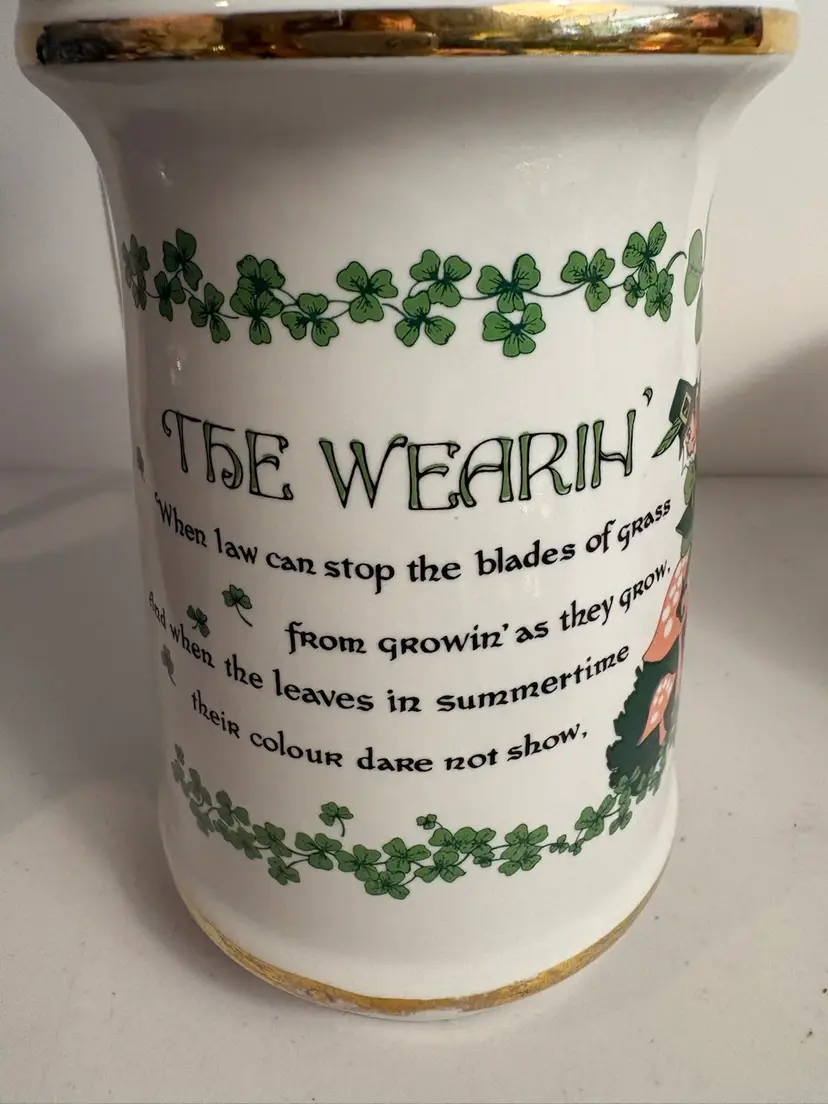 THE WEARIN'
"When law can stop the blades of grass
from growin' as they grow,
And when the leaves in summertime
their colour dare not show,